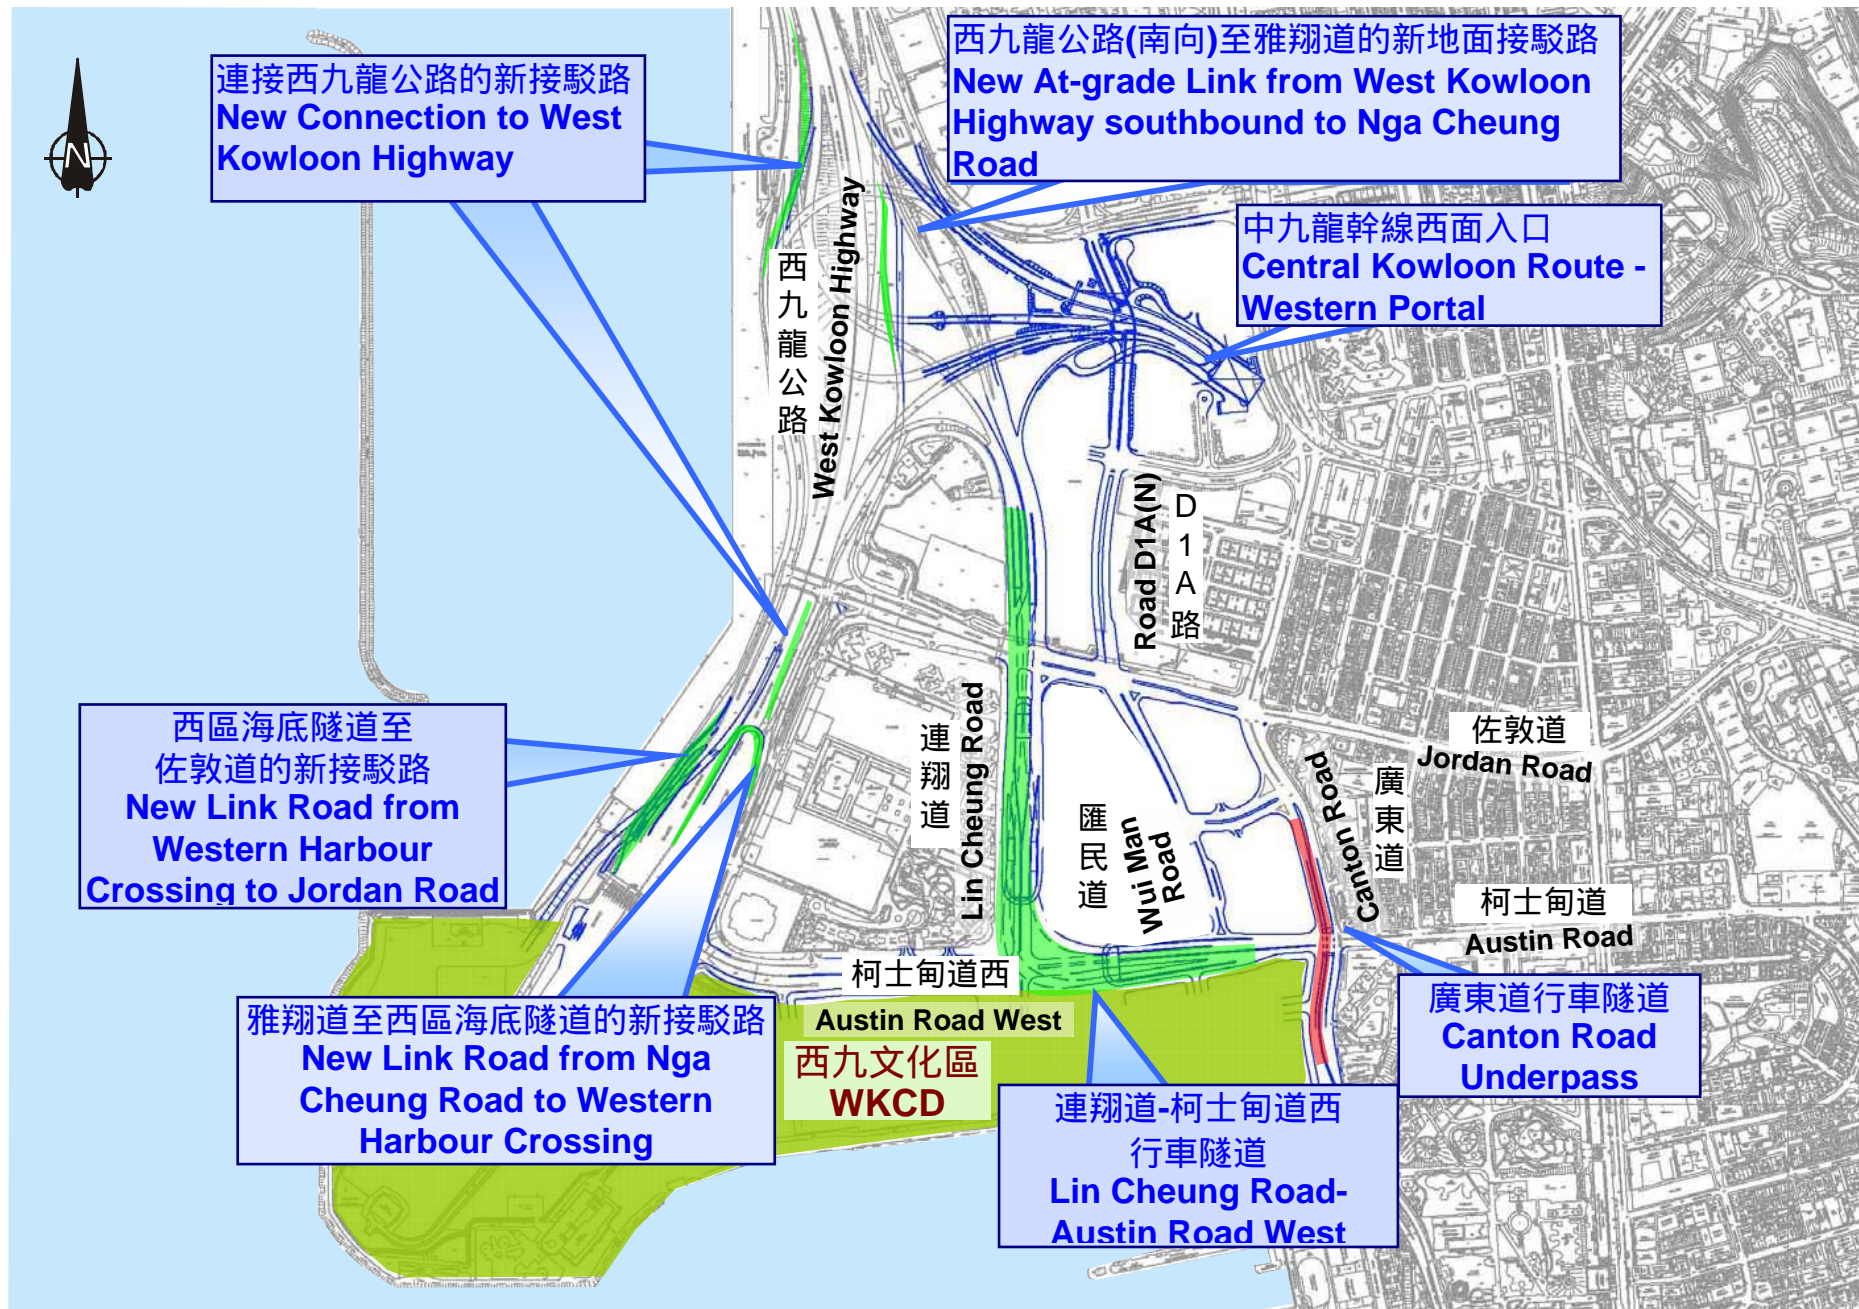 連接西九龍公路的新接駁路
New Connection to West
Kowloon Highway
西九龍公路(南向)至雅翔道的新地面接駁路
New At-grade Link from West Kowloon
Highway southbound to Nga Cheung
Road
N
中九龍幹線西面入口
Central Kowloon Route -
Western Portal
西九龍公路
West Kowloon Highway
Road D1A(N)
D1A路
西區海底隧道至
佐敦道的新接駁路
New Link Road from
Western Harbour
Crossing to Jordan Road
連翔道
Lin Cheung Road
匯民道
Wui Man
Road
Canton Road
廣東道
佐敦道
Jordan Road
柯士甸道
Austin Road
柯士甸道西
Austin Road West
西九文化區
WKCD
雅翔道至西區海底隧道的新接駁路
New Link Road from Nga
Cheung Road to Western
Harbour Crossing
廣東道行車隧道
Canton Road
Underpass
連翔道-柯士甸道西
行車隧道
Lin Cheung Road-
Austin Road West